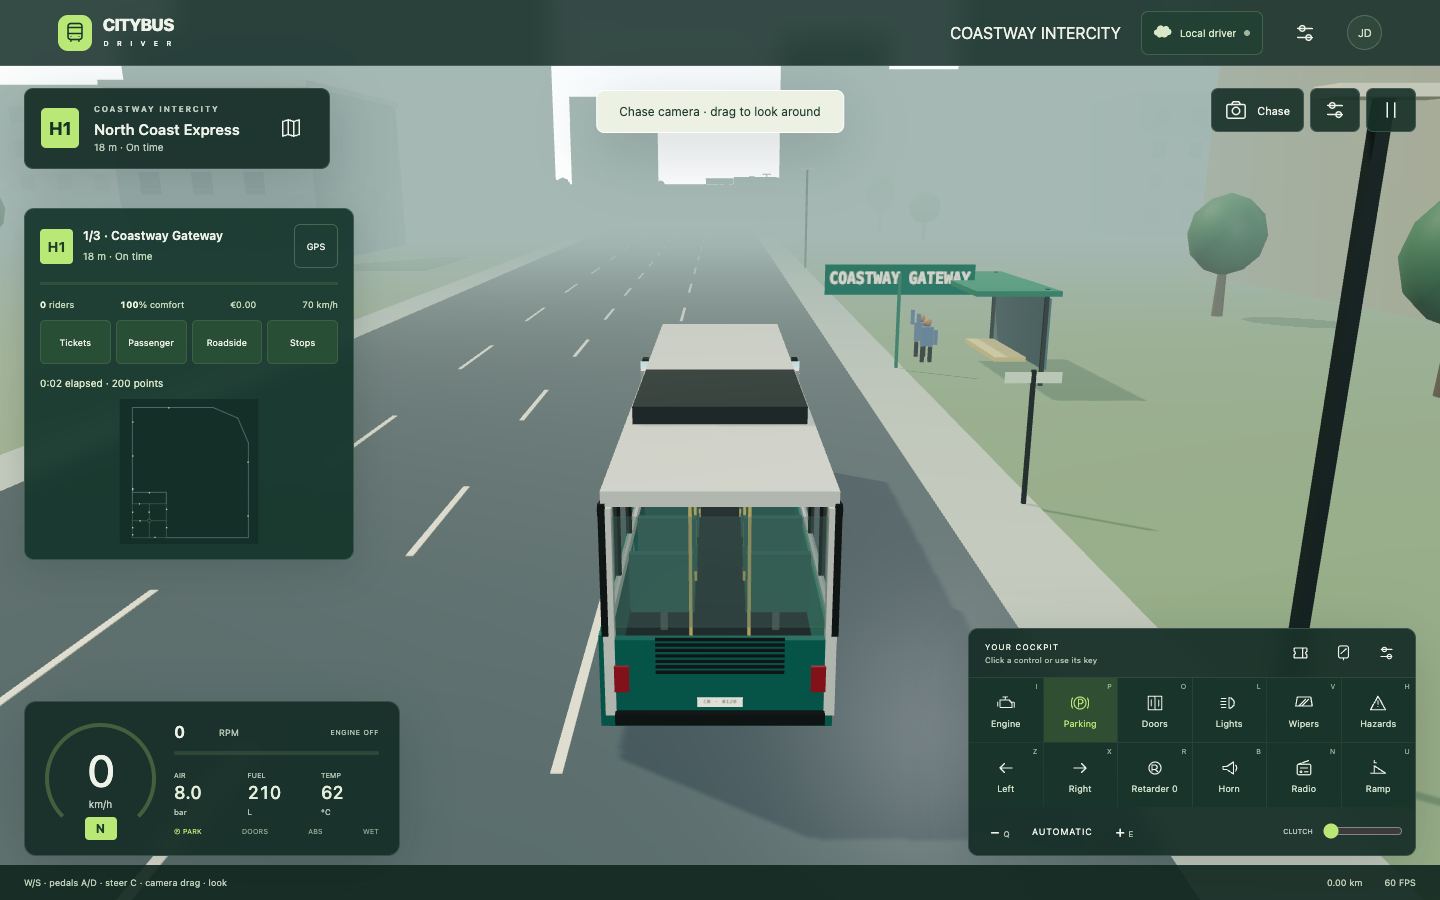 CITYBUS
DRIVER
COASTWAY INTERCITY
Local driver
JD
H1
COASTWAY INTERCITY
North Coast Express
18 m · On time
Chase camera · drag to look around
Chase
H1
1/3 · Coastway Gateway
18 m · On time
GPS
0 riders
100% comfort
€0.00
70 km/h
Tickets
Passenger
Roadside
Stops
0:02 elapsed · 200 points
COASTWAY GATEWAY
0
km/h
N
0 RPM
ENGINE OFF
AIR
8.0
bar
FUEL
210
L
TEMP
62
°C
PARK
DOORS
ABS
WET
YOUR COCKPIT
Click a control or use its key
I
Engine
P
Parking
O
Doors
L
Lights
V
Wipers
H
Hazards
Z
Left
X
Right
R
Retarder 0
B
Horn
N
Radio
U
Ramp
− Q
AUTOMATIC
+ E
CLUTCH
W/S · pedals A/D · steer C · camera drag · look
0.00 km
60 FPS